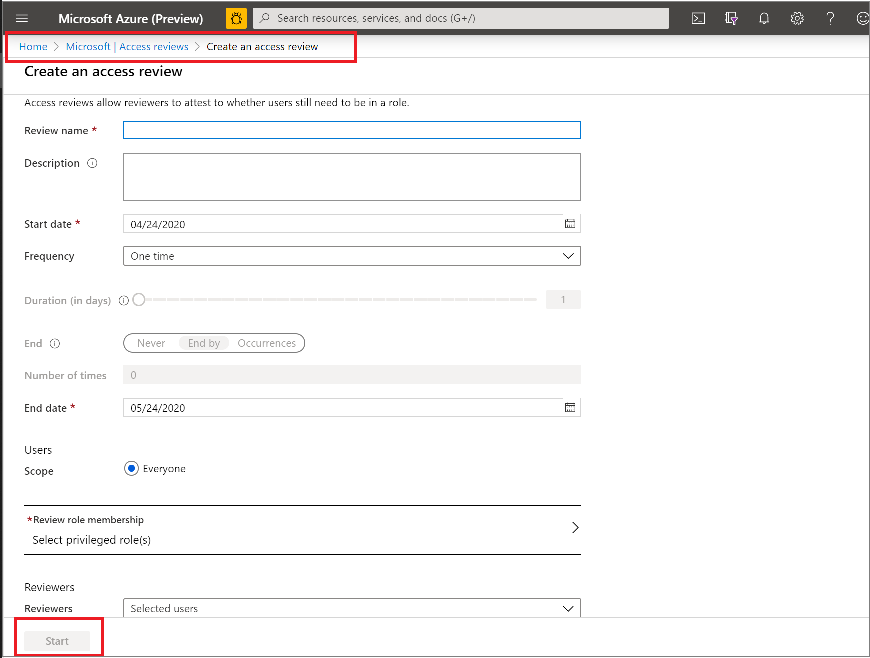 Microsoft Azure (Preview) Search resources, services, and docs (G+/)
Home > Microsoft | Access reviews > Create an access review
Create an access review
Access reviews allow reviewers to attest to whether users still need to be in a role.
Review name *
Description
Start date * 04/24/2020
Frequency One time
Duration (in days) 1
End Never End by Occurrences
Number of times 0
End date * 05/24/2020
Users
Scope Everyone
*Review role membership
Select privileged role(s)
Reviewers
Reviewers Selected users
Start